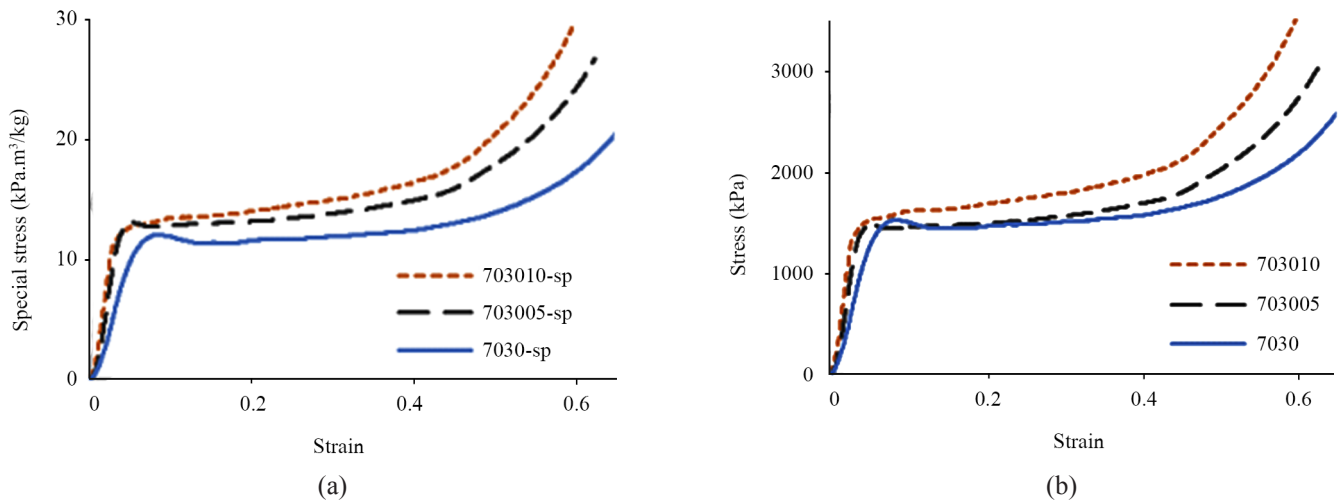 30
20
10
0
Special stress (kPa.m³/kg)
703010-sp
703005-sp
7030-sp
0 0.2 0.4 0.6
Strain
(a)
3000
2000
1000
0
Stress (kPa)
703010
703005
7030
0 0.2 0.4 0.6
Strain
(b)